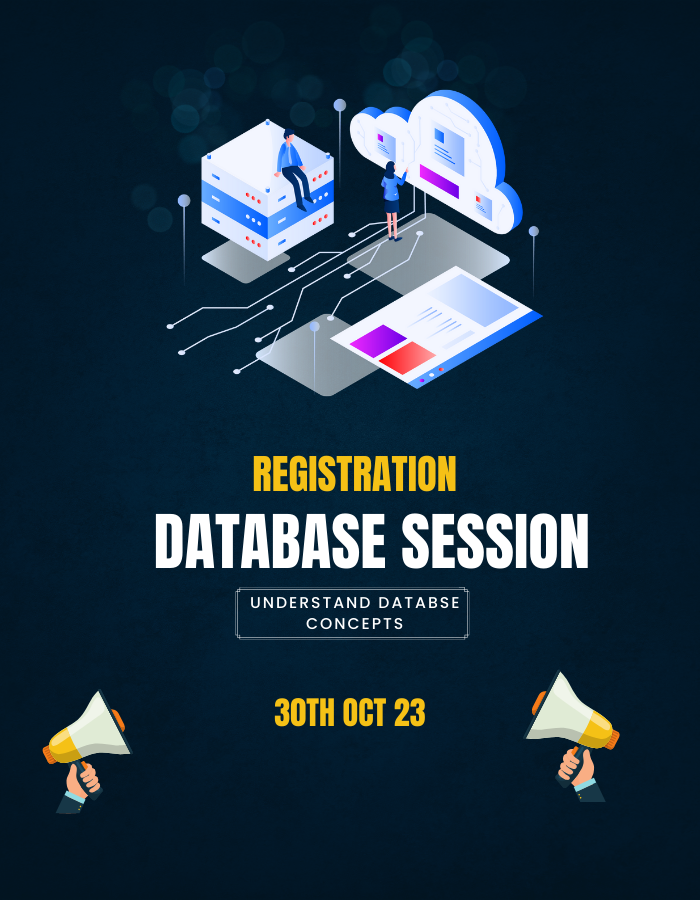 REGISTRATION
DATABASE SESSION
UNDERSTAND DATABSE
CONCEPTS
30TH OCT 23